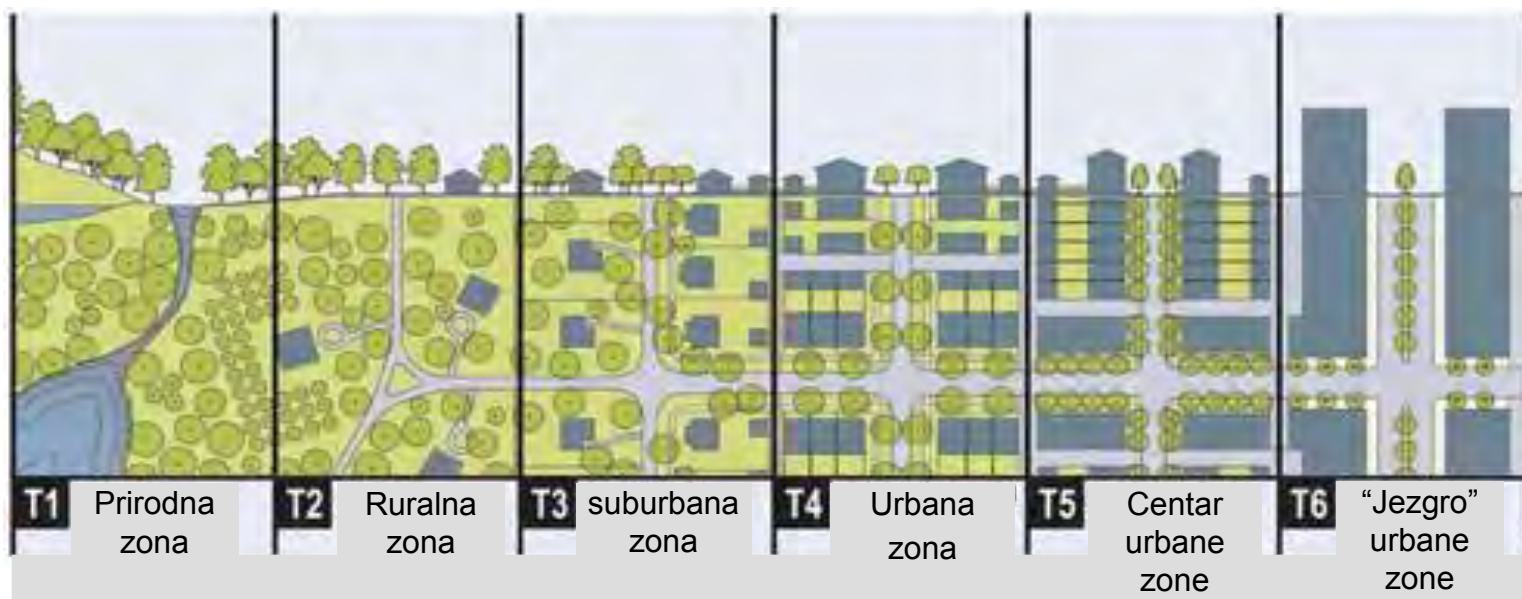 T1 Prirodna
zona
T2 Ruralna
zona
T3 suburbana
zona
T4 Urbana
zona
T5 Centar
urbane
zone
T6 “Jezgro”
urbane
zone